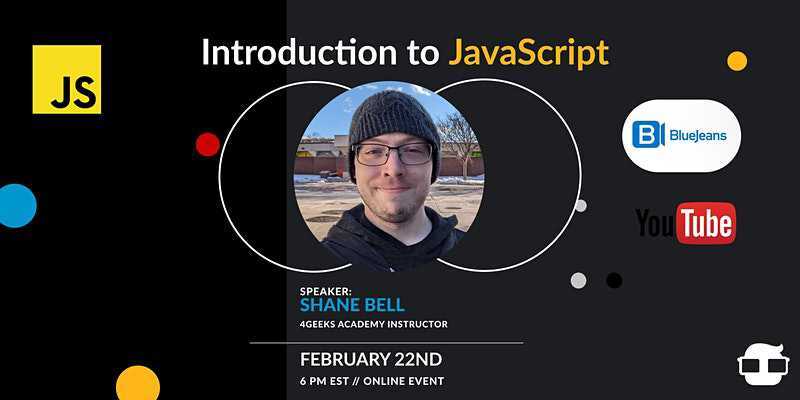 Introduction to JavaScript
JS
B BlueJeans
YouTube
SPEAKER:
SHANE BELL
4GEEKS ACADEMY INSTRUCTOR
FEBRUARY 22ND
6 PM EST // ONLINE EVENT